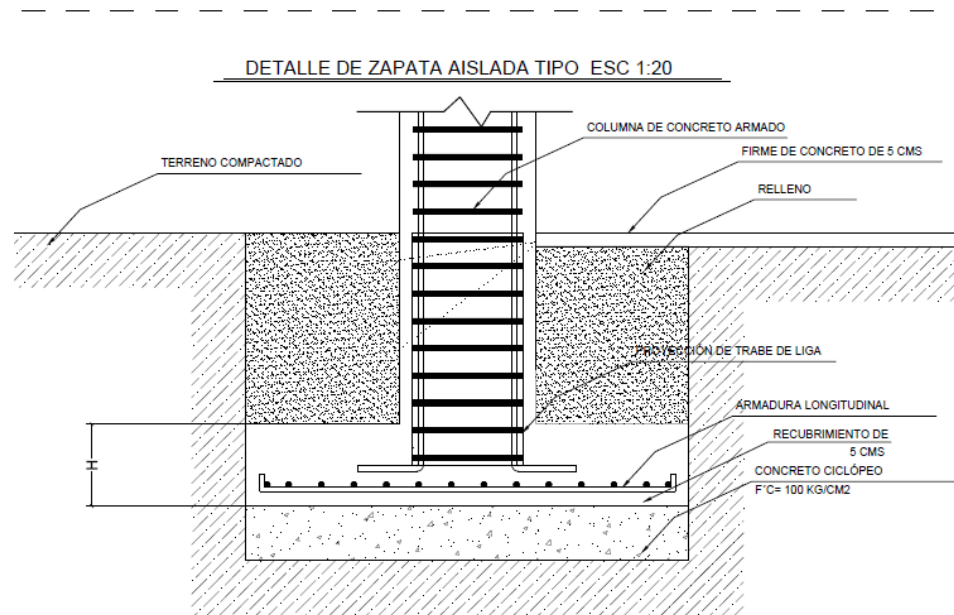 DETALLE DE ZAPATA AISLADA TIPO ESC 1:20
COLUMNA DE CONCRETO ARMADO
FIRME DE CONCRETO DE 5 CMS
TERRENO COMPACTADO
RELLENO
PROYECCIÓN DE TRABE DE LIGA
ARMADURA LONGITUDINAL
RECUBRIMIENTO DE
5 CMS
H
CONCRETO CICLÓPEO
F'C= 100 KG/CM2